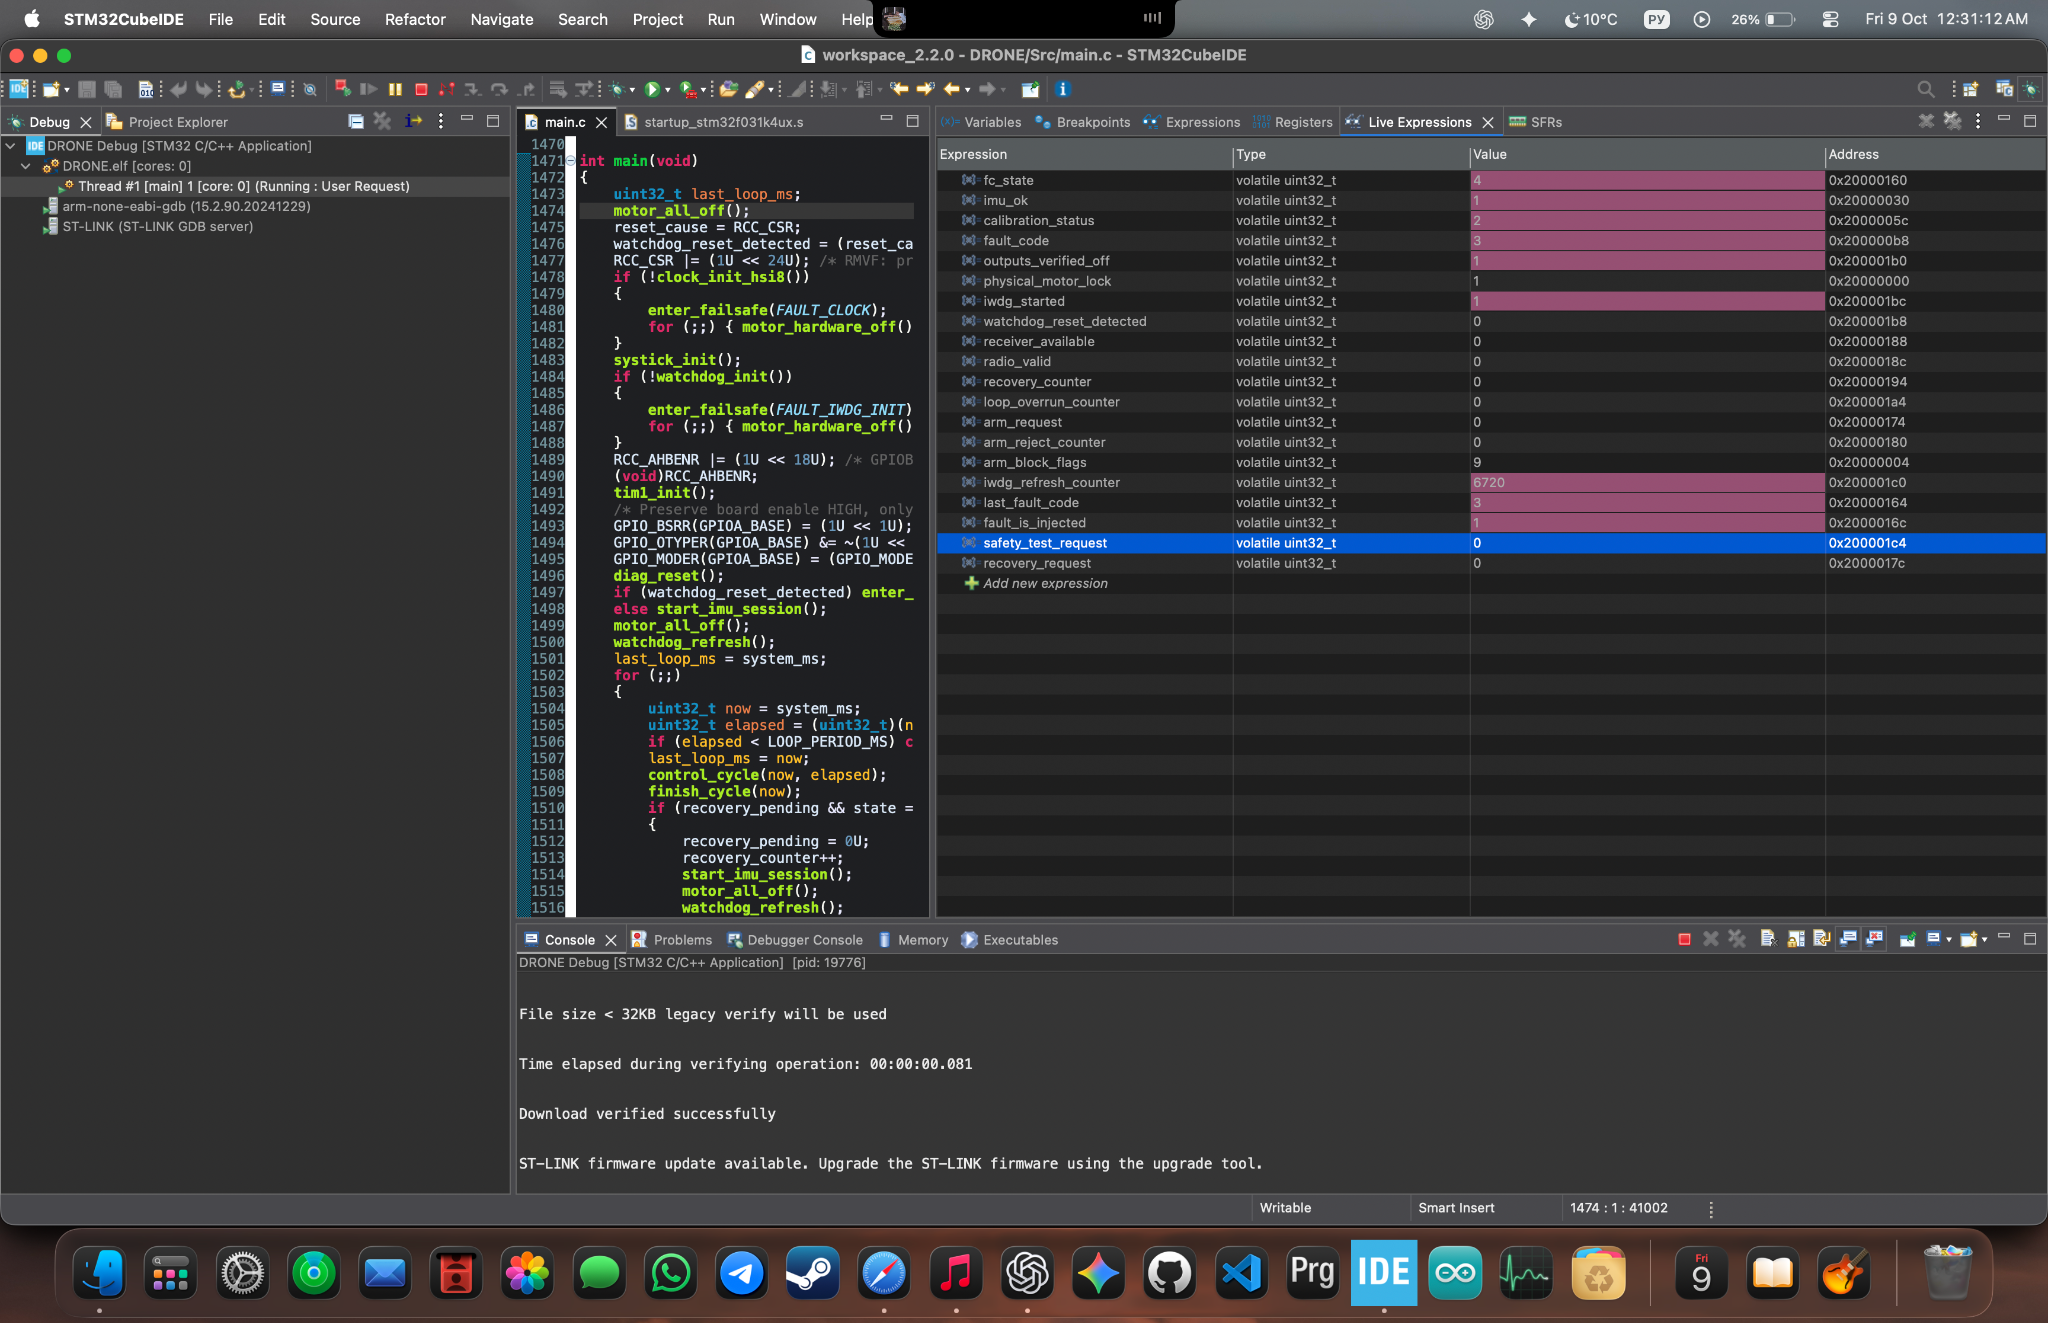 STM32CubeIDE File Edit Source Refactor Navigate Search Project Run Window Help 10°C РУ 26% Fri 9 Oct 12:31:12 AM
workspace_2.2.0 - DRONE/Src/main.c - STM32CubeIDE
IDE
Debug Project Explorer
IDE DRONE Debug [STM32 C/C++ Application]
DRONE.elf [cores: 0]
Thread #1 [main] 1 [core: 0] (Running : User Request)
arm-none-eabi-gdb (15.2.90.20241229)
ST-LINK (ST-LINK GDB server)
main.c startup_stm32f031k4ux.s
1470
1471 int main(void)
1472 {
1473 uint32_t last_loop_ms;
1474 motor_all_off();
1475 reset_cause = RCC_CSR;
1476 watchdog_reset_detected = (reset_ca
1477 RCC_CSR |= (1U << 24U); /* RMVF: pr
1478 if (!clock_init_hsi8())
1479 {
1480 enter_failsafe(FAULT_CLOCK);
1481 for (;;) { motor_hardware_off()
1482 }
1483 systick_init();
1484 if (!watchdog_init())
1485 {
1486 enter_failsafe(FAULT_IWDG_INIT)
1487 for (;;) { motor_hardware_off()
1488 }
1489 RCC_AHBENR |= (1U << 18U); /* GPIOB
1490 (void)RCC_AHBENR;
1491 tim1_init();
1492 /* Preserve board enable HIGH, only
1493 GPIO_BSRR(GPIOA_BASE) = (1U << 1U);
1494 GPIO_OTYPER(GPIOA_BASE) &= ~(1U <<
1495 GPIO_MODER(GPIOA_BASE) = (GPIO_MODE
1496 diag_reset();
1497 if (watchdog_reset_detected) enter_
1498 else start_imu_session();
1499 motor_all_off();
1500 watchdog_refresh();
1501 last_loop_ms = system_ms;
1502 for (;;)
1503 {
1504 uint32_t now = system_ms;
1505 uint32_t elapsed = (uint32_t)(n
1506 if (elapsed < LOOP_PERIOD_MS) c
1507 last_loop_ms = now;
1508 control_cycle(now, elapsed);
1509 finish_cycle(now);
1510 if (recovery_pending && state =
1511 {
1512 recovery_pending = 0U;
1513 recovery_counter++;
1514 start_imu_session();
1515 motor_all_off();
1516 watchdog_refresh();
Variables Breakpoints Expressions Registers Live Expressions SFRs
Expression Type Value Address
fc_state volatile uint32_t 4 0x20000160
imu_ok volatile uint32_t 1 0x20000030
calibration_status volatile uint32_t 2 0x2000005c
fault_code volatile uint32_t 3 0x200000b8
outputs_verified_off volatile uint32_t 1 0x200001b0
physical_motor_lock volatile uint32_t 1 0x20000000
iwdg_started volatile uint32_t 1 0x200001bc
watchdog_reset_detected volatile uint32_t 0 0x200001b8
receiver_available volatile uint32_t 0 0x20000188
radio_valid volatile uint32_t 0 0x2000018c
recovery_counter volatile uint32_t 0 0x20000194
loop_overrun_counter volatile uint32_t 0 0x200001a4
arm_request volatile uint32_t 0 0x20000174
arm_reject_counter volatile uint32_t 0 0x20000180
arm_block_flags volatile uint32_t 9 0x20000004
iwdg_refresh_counter volatile uint32_t 6720 0x200001c0
last_fault_code volatile uint32_t 3 0x20000164
fault_is_injected volatile uint32_t 1 0x2000016c
safety_test_request volatile uint32_t 0 0x200001c4
recovery_request volatile uint32_t 0 0x2000017c
Add new expression
Console Problems Debugger Console Memory Executables
DRONE Debug [STM32 C/C++ Application] [pid: 19776]
File size < 32KB legacy verify will be used
Time elapsed during verifying operation: 00:00:00.081
Download verified successfully
ST-LINK firmware update available. Upgrade the ST-LINK firmware using the upgrade tool.
Writable Smart Insert 1474 : 1 : 41002
Prg IDE Fri 9